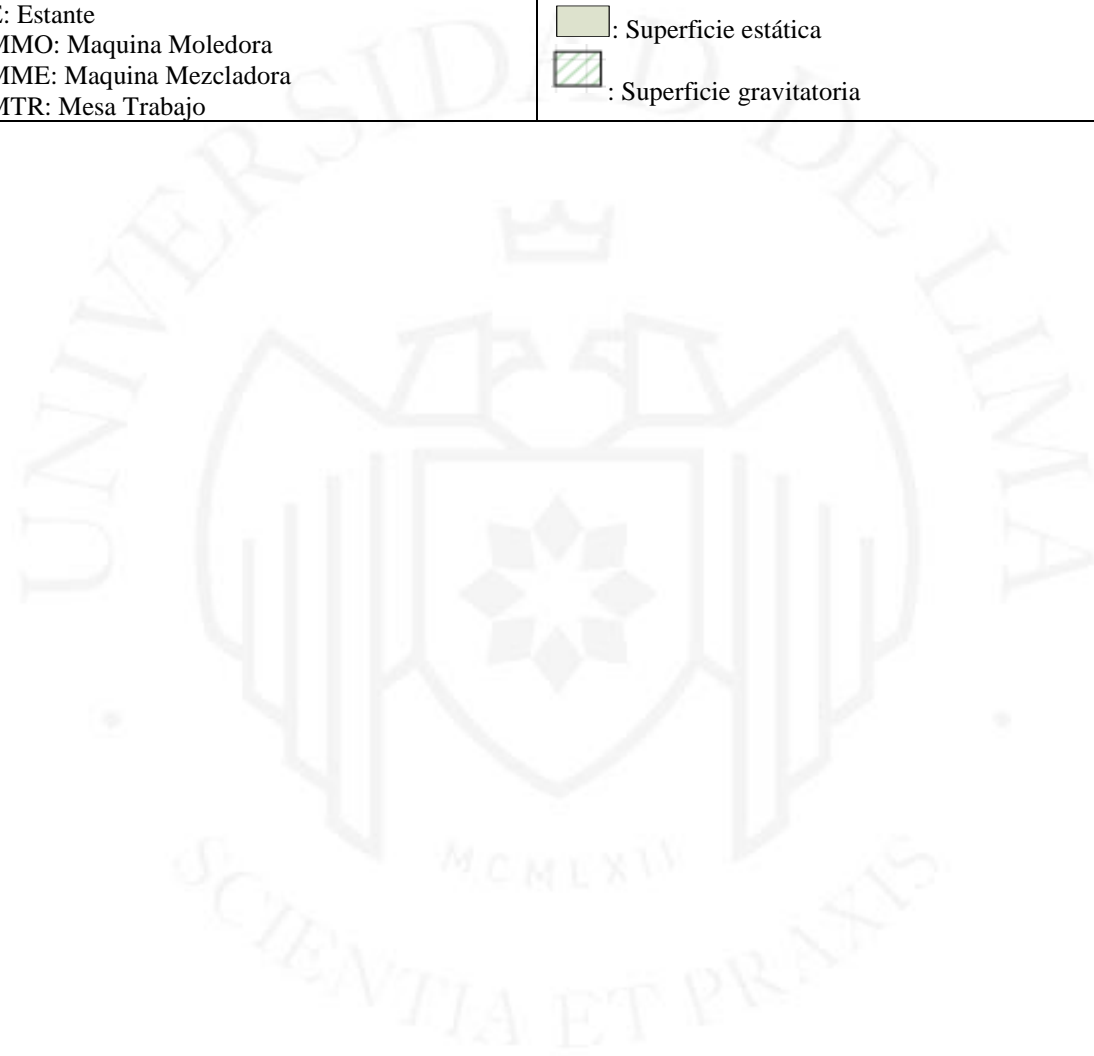 E: Estante
MMO: Maquina Moledora
MME: Maquina Mezcladora
MTR: Mesa Trabajo
: Superficie estática
: Superficie gravitatoria
UNIVERSIDAD DE LIMA
MCMLXII
SCIENTIA ET PRAXIS